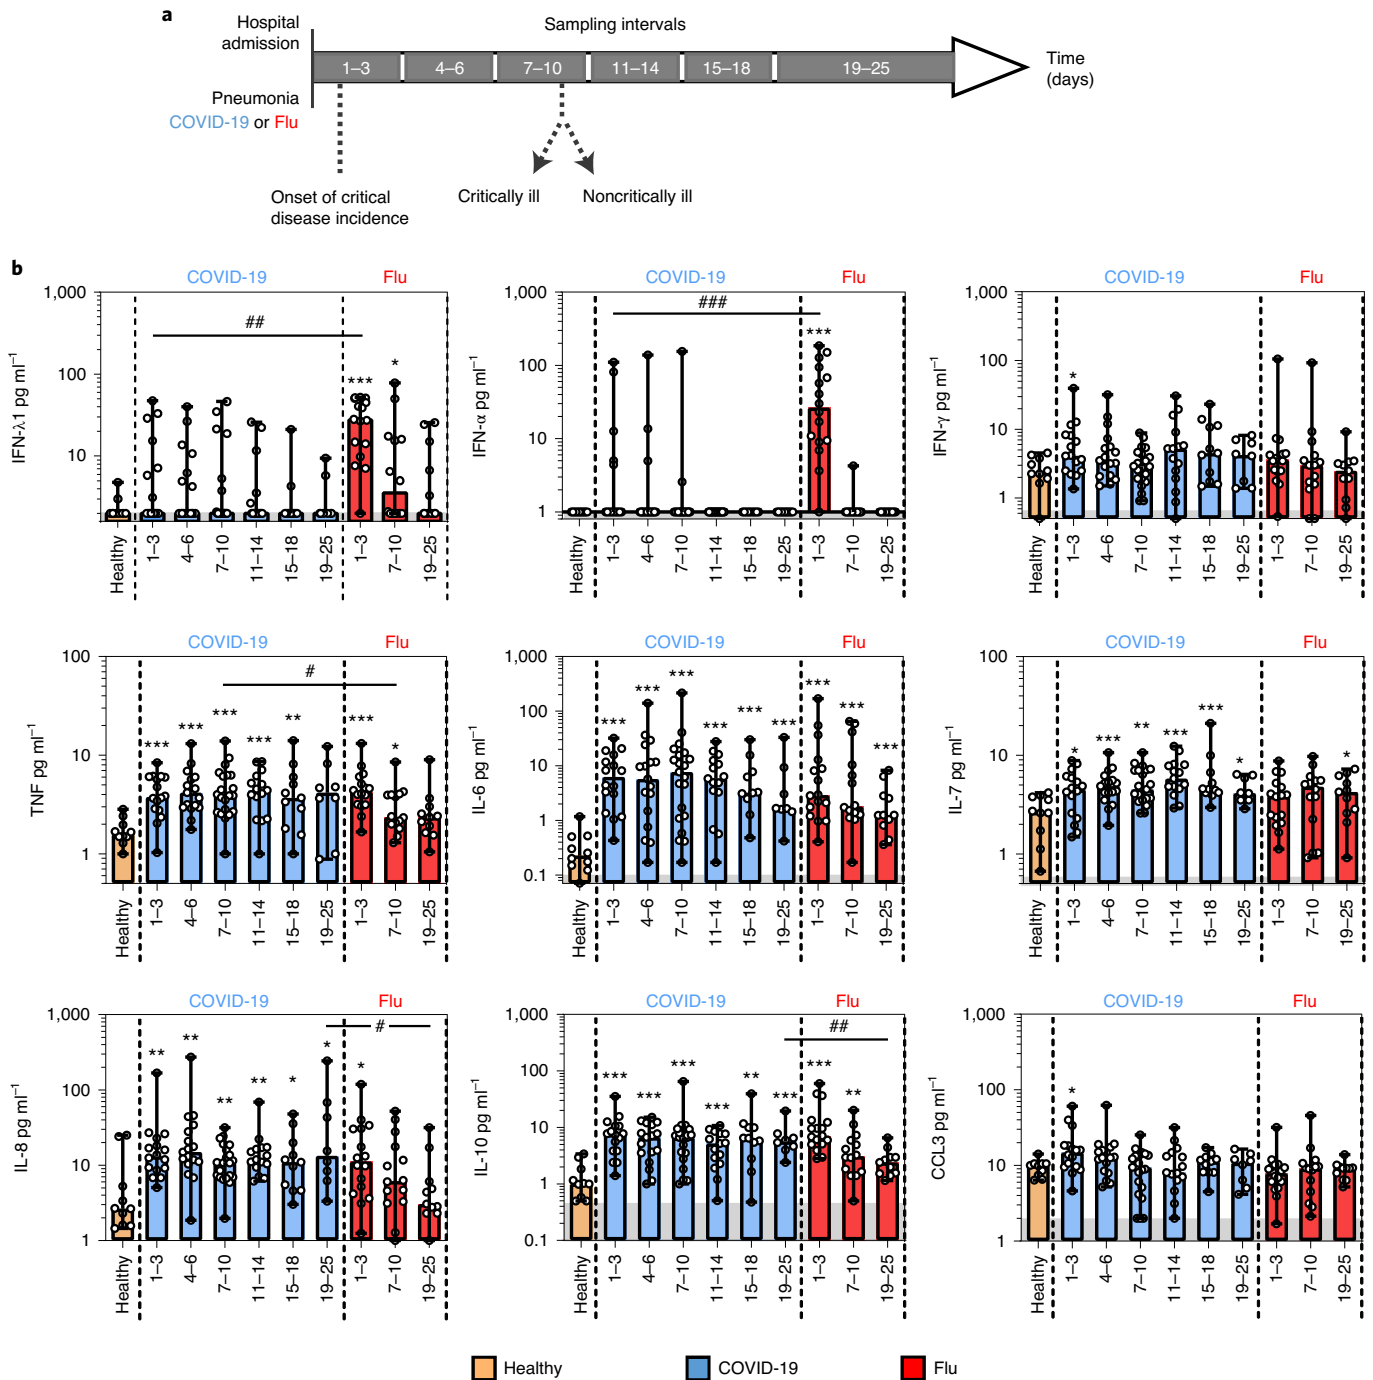 a
Hospital
admission
Sampling intervals
1–3 4–6 7–10 11–14 15–18 19–25
Time
(days)
Pneumonia
COVID-19 or Flu
Onset of critical
disease incidence
Critically ill
Noncritically ill
b
COVID-19 Flu
IFN-λ1 pg ml⁻¹
1,000
100
10
##
***
*
Healthy 1–3 4–6 7–10 11–14 15–18 19–25 1–3 7–10 19–25
COVID-19 Flu
IFN-α pg ml⁻¹
1,000
100
10
1
###
***
Healthy 1–3 4–6 7–10 11–14 15–18 19–25 1–3 7–10 19–25
COVID-19 Flu
IFN-γ pg ml⁻¹
1,000
100
10
1
*
Healthy 1–3 4–6 7–10 11–14 15–18 19–25 1–3 7–10 19–25
COVID-19 Flu
TNF pg ml⁻¹
100
10
1
#
*** *** *** *** ** *** *
Healthy 1–3 4–6 7–10 11–14 15–18 19–25 1–3 7–10 19–25
COVID-19 Flu
IL-6 pg ml⁻¹
1,000
100
10
1
0.1
*** *** *** *** *** *** *** *** ***
Healthy 1–3 4–6 7–10 11–14 15–18 19–25 1–3 7–10 19–25
COVID-19 Flu
IL-7 pg ml⁻¹
100
10
1
* *** ** *** *** * *
Healthy 1–3 4–6 7–10 11–14 15–18 19–25 1–3 7–10 19–25
COVID-19 Flu
IL-8 pg ml⁻¹
1,000
100
10
1
#
** ** ** ** * * *
Healthy 1–3 4–6 7–10 11–14 15–18 19–25 1–3 7–10 19–25
COVID-19 Flu
IL-10 pg ml⁻¹
1,000
100
10
1
0.1
##
*** *** *** *** ** *** *** **
Healthy 1–3 4–6 7–10 11–14 15–18 19–25 1–3 7–10 19–25
COVID-19 Flu
CCL3 pg ml⁻¹
1,000
100
10
1
*
Healthy 1–3 4–6 7–10 11–14 15–18 19–25 1–3 7–10 19–25
Healthy COVID-19 Flu